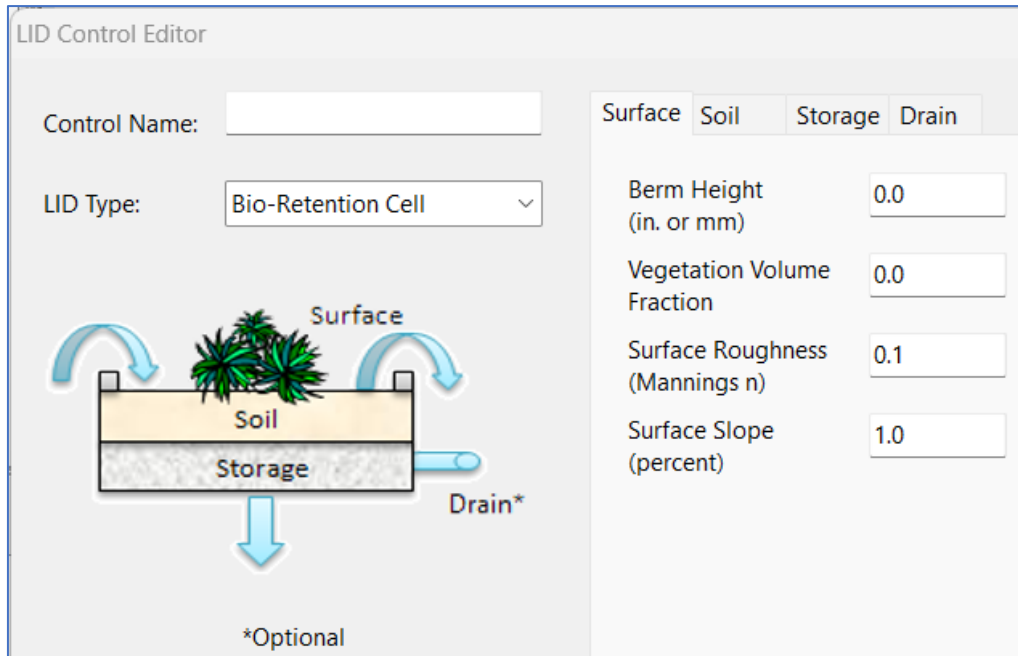 LID Control Editor
Control Name:
LID Type:
Bio-Retention Cell
Surface
Soil
Storage
Drain*
*Optional
Surface Soil Storage Drain
Berm Height
(in. or mm)
0.0
Vegetation Volume
Fraction
0.0
Surface Roughness
(Mannings n)
0.1
Surface Slope
(percent)
1.0